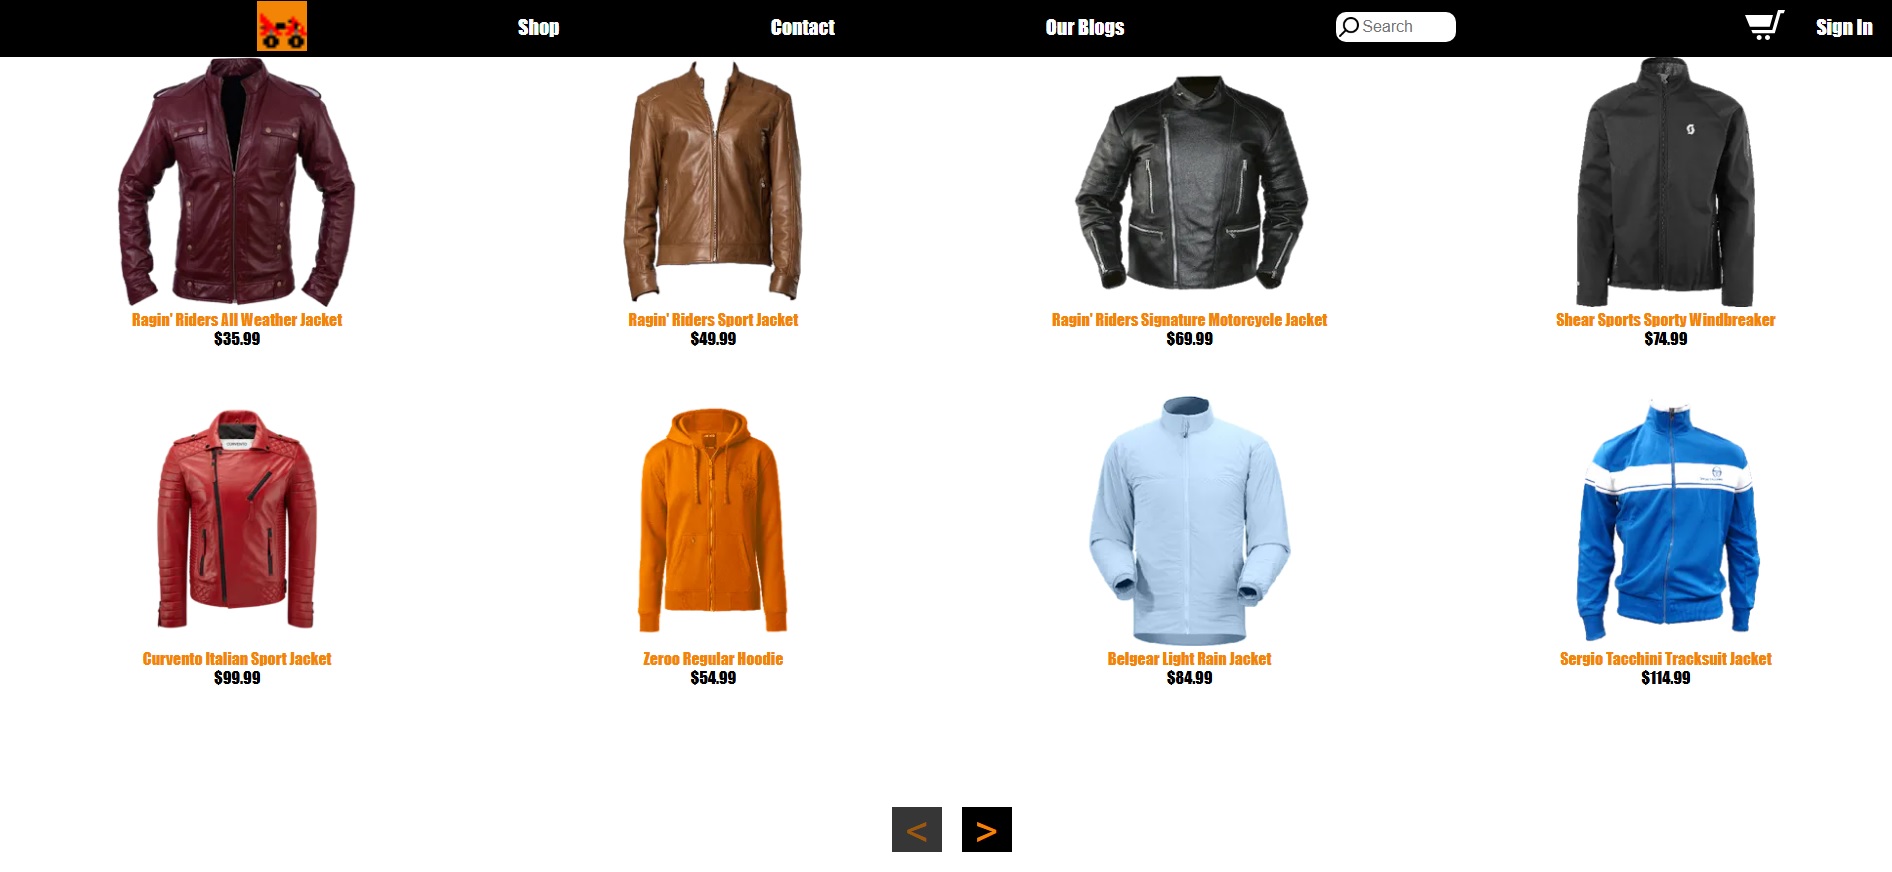 Shop
Contact
Our Blogs
Search
Sign In
Ragin' Riders All Weather Jacket
$35.99
Ragin' Riders Sport Jacket
$49.99
Ragin' Riders Signature Motorcycle Jacket
$69.99
Shear Sports Sporty Windbreaker
$74.99
CURVENTO
Curvento Italian Sport Jacket
$99.99
Zeroo Regular Hoodie
$54.99
Belgear Light Rain Jacket
$84.99
Sergio Tacchini Tracksuit Jacket
$114.99
<
>